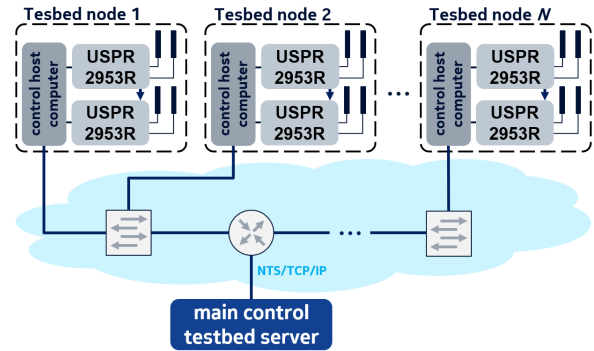 Tesbed node 1
control host
computer
USPR
2953R
USPR
2953R
Tesbed node 2
control host
computer
USPR
2953R
USPR
2953R
...
Tesbed node N
control host
computer
USPR
2953R
USPR
2953R
...
NTS/TCP/IP
main control
testbed server